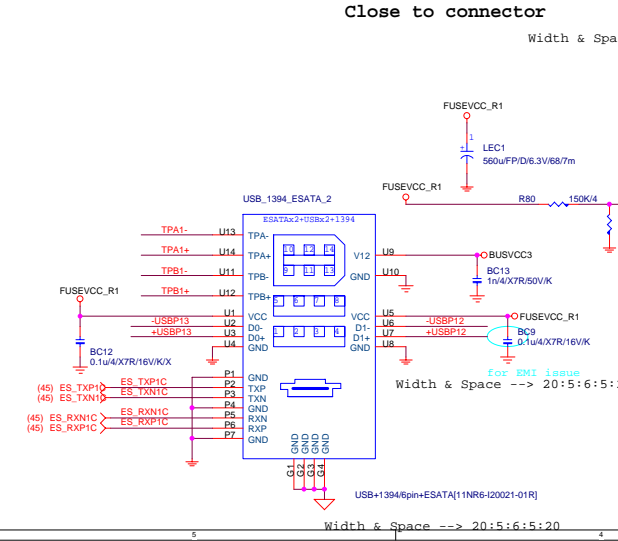 Close to connector
Width & Spa
FUSEVCC_R1
1
+
LEC1
560u/FP/D/6.3V/68/7m
FUSEVCC_R1
R80
150K/4
USB_1394_ESATA_2
ESATAx2+USBx2+1394
TPA1-
U13
TPA-
TPA1+
U14
TPA+
TPB1-
U11
TPB-
TPB1+
U12
TPB+
10
12
14
9
11
13
V12
U9
BUSVCC3
GND
U10
BC13
1n/4/X7R/50V/K
FUSEVCC_R1
5
6
7
8
1
2
3
4
U1
VCC
-USBP13
U2
D0-
+USBP13
U3
D0+
U4
GND
VCC
U5
FUSEVCC_R1
D1-
U6
-USBP12
D1+
U7
+USBP12
GND
U8
BC9
0.1u/4/X7R/16V/K
BC12
0.1u/4/X7R/16V/K/X
for EMI issue
Width & Space --> 20:5:6:5:
P1
GND
(45) ES_TXP1C
ES_TXP1C
P2
TXP
(45) ES_TXN1C
ES_TXN1C
P3
TXN
P4
GND
(45) ES_RXN1C
ES_RXN1C
P5
RXN
(45) ES_RXP1C
ES_RXP1C
P6
RXP
P7
GND
GND
GND
GND
GND
G1
G2
G3
G4
USB+1394/6pin+ESATA[11NR6-I20021-01R]
Width & Space --> 20:5:6:5:20
5
4